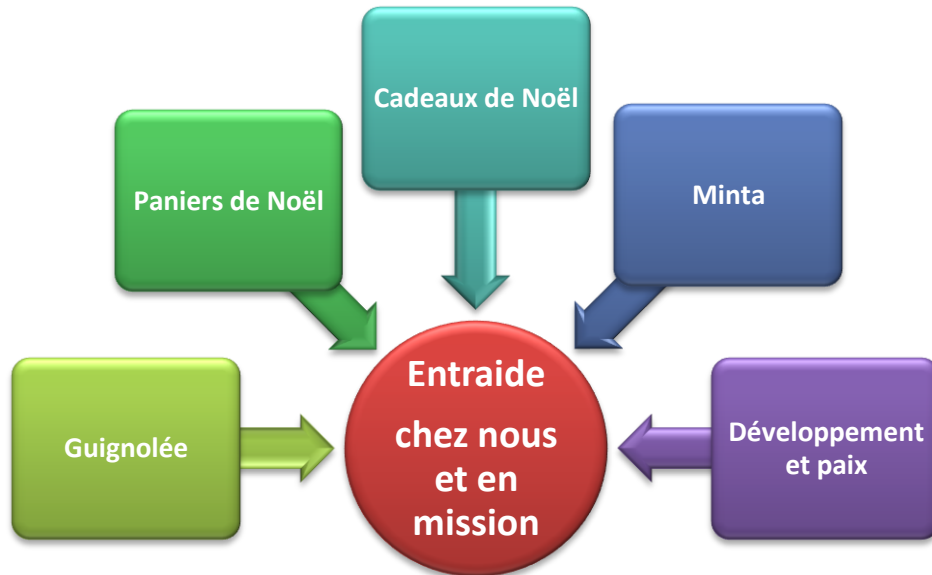 Cadeaux de Noël
Paniers de Noël
Minta
Guignolée
Entraide
chez nous
et en
mission
Développement
et paix